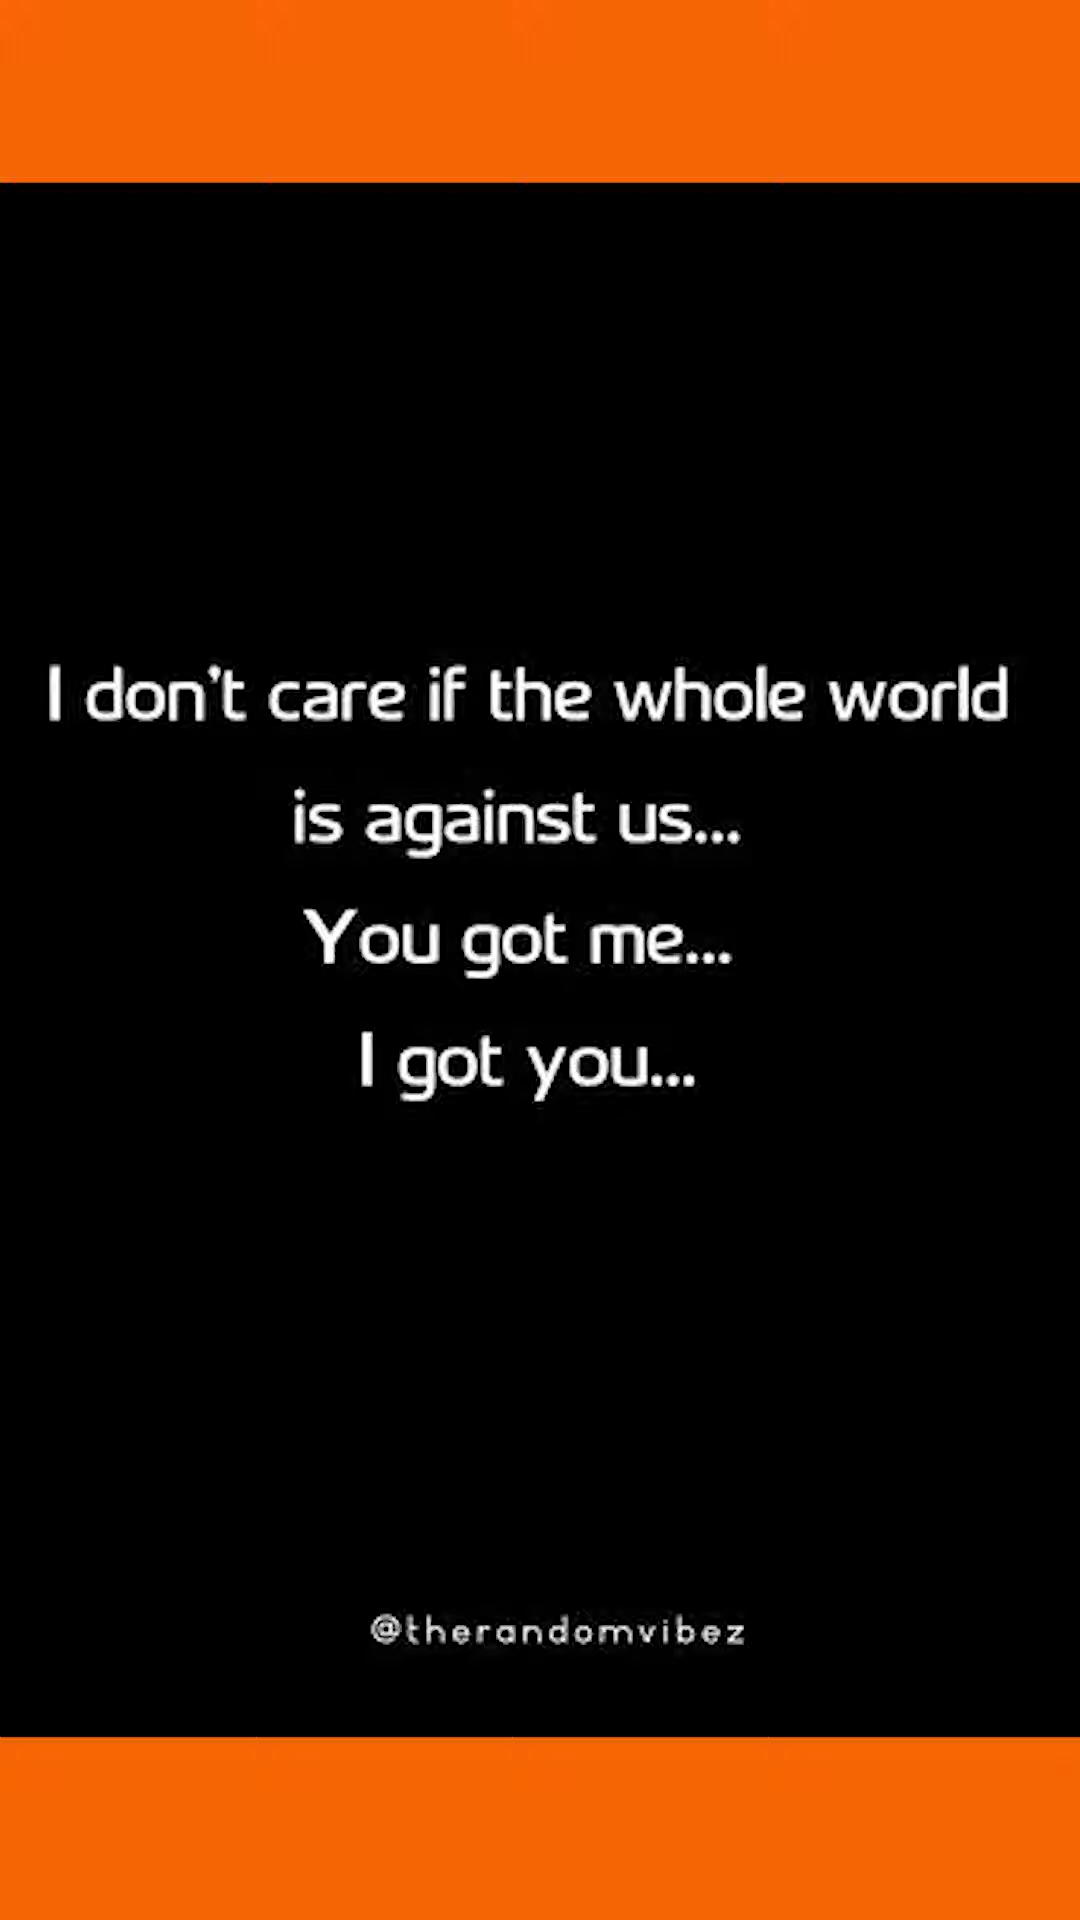 I don't care if the whole world
is against us...
You got me...
I got you...
@therandomvibez